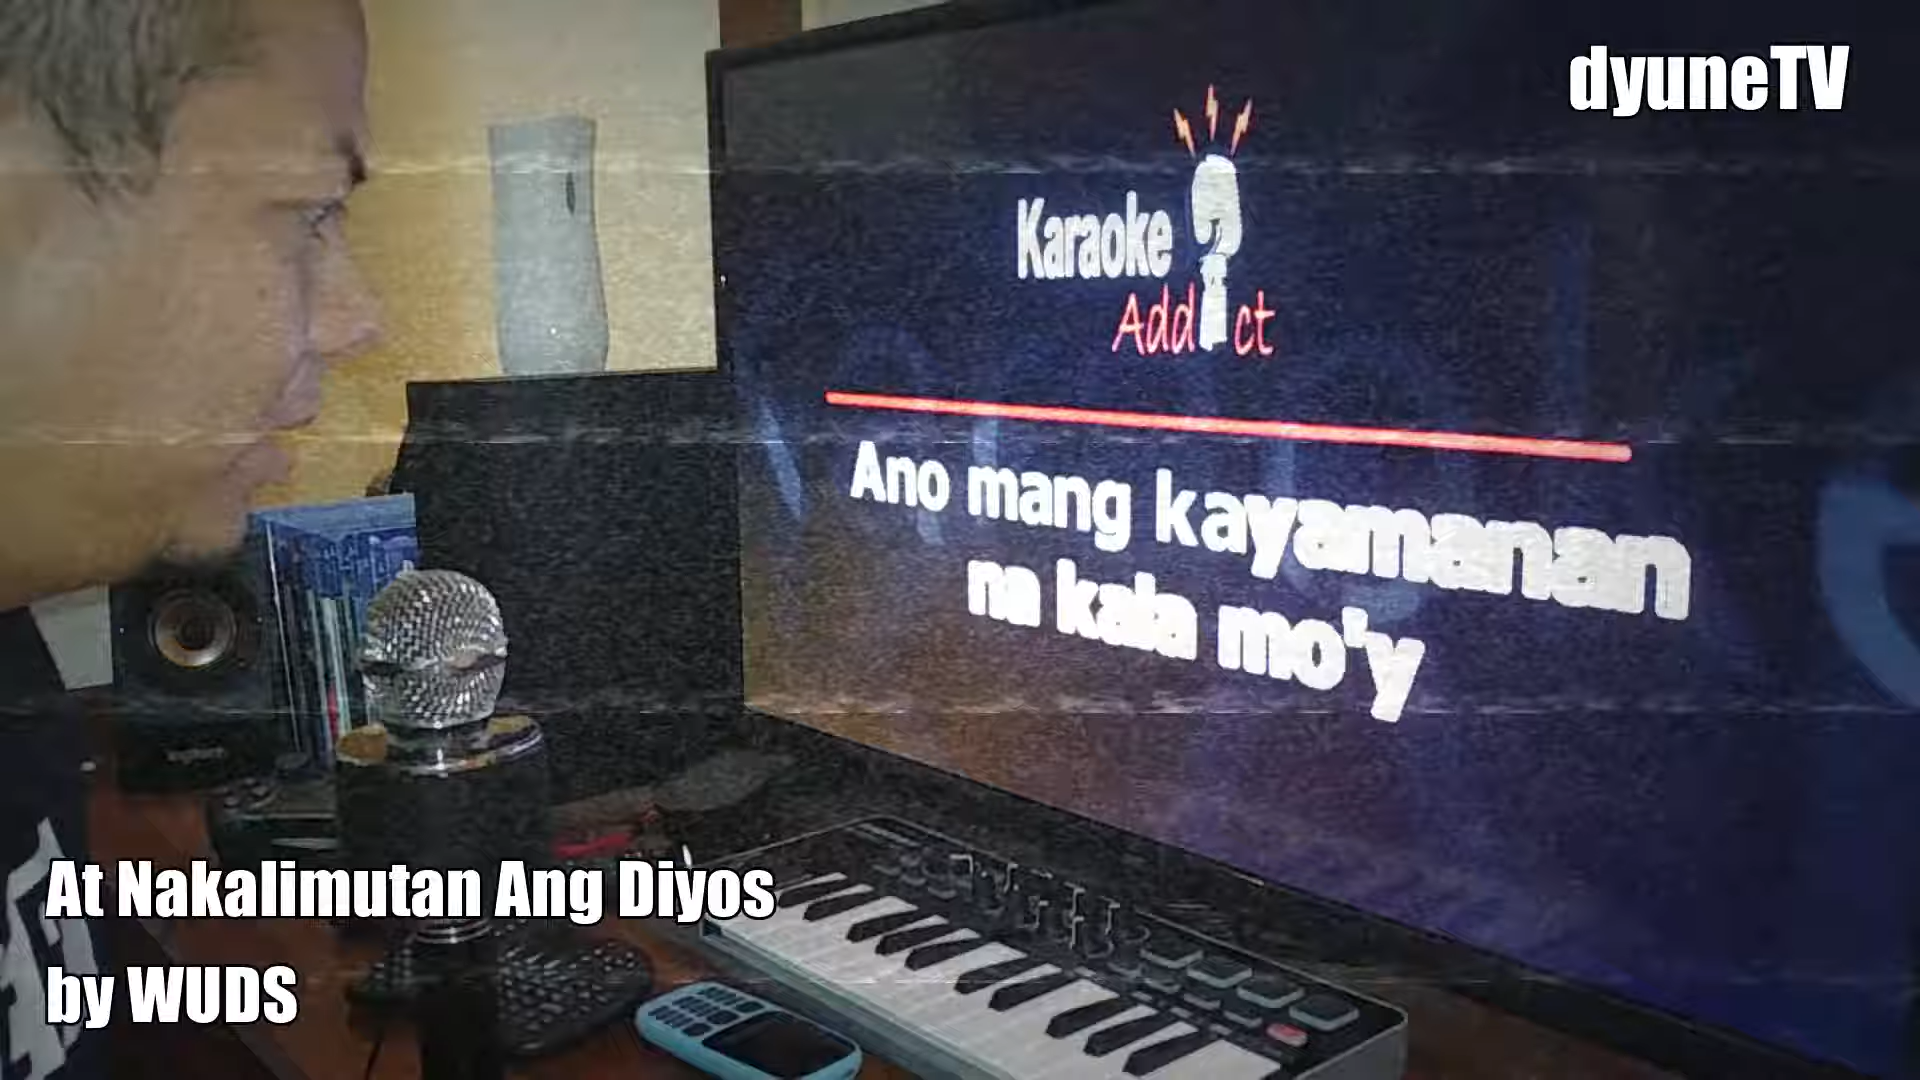 dyuneTV
Karaoke
Addict
Ano mang kayamanan
na kala mo'y
At Nakalimutan Ang Diyos
by WUDS